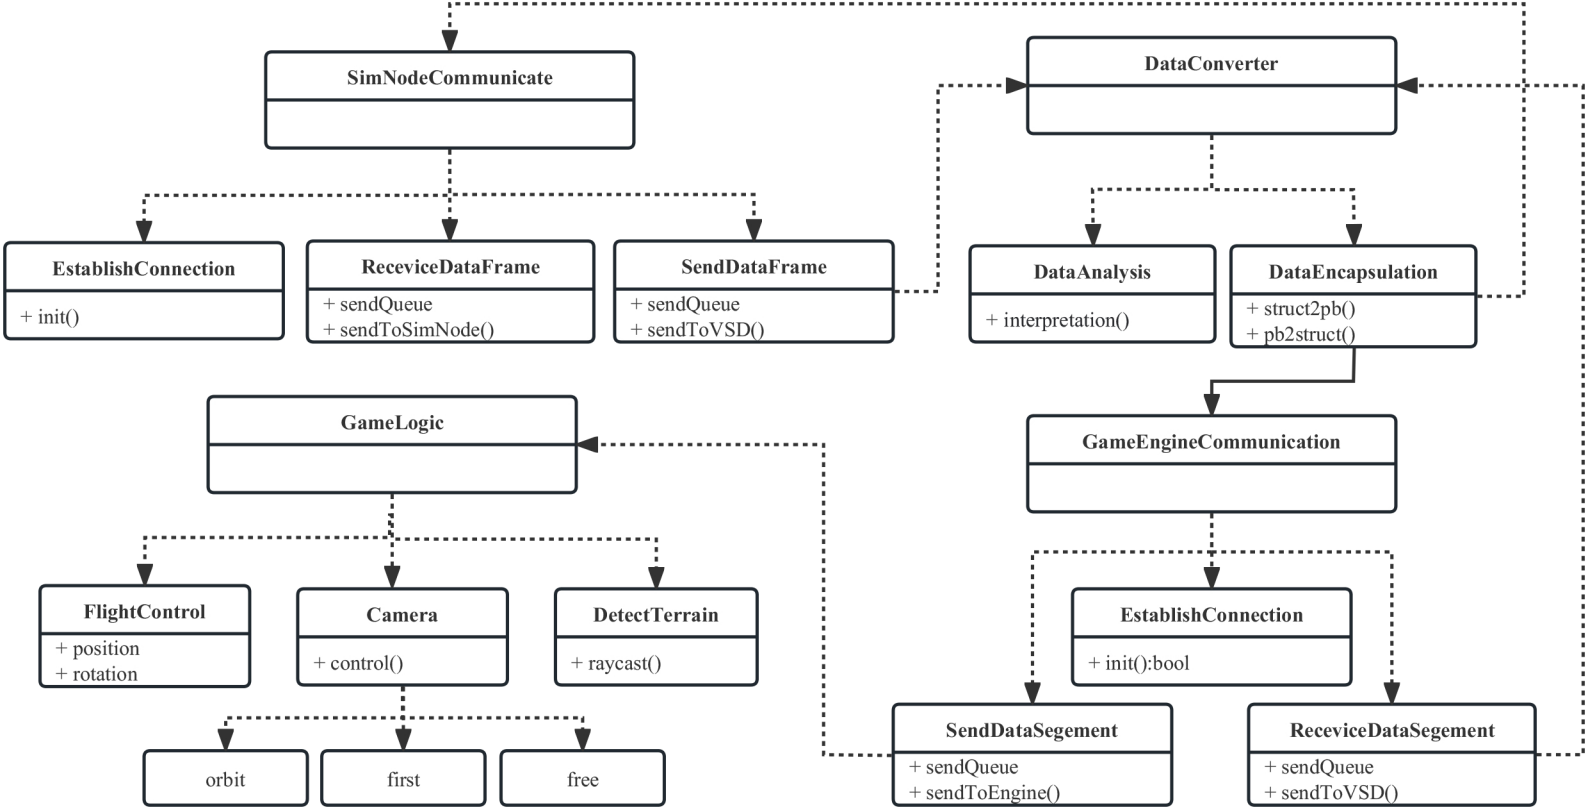 SimNodeCommunicate
DataConverter
EstablishConnection
+ init()
ReceviceDataFrame
+ sendQueue
+ sendToSimNode()
SendDataFrame
+ sendQueue
+ sendToVSD()
DataAnalysis
+ interpretation()
DataEncapsulation
+ struct2pb()
+ pb2struct()
GameLogic
GameEngineCommunication
FlightControl
+ position
+ rotation
Camera
+ control()
DetectTerrain
+ raycast()
EstablishConnection
+ init():bool
orbit
first
free
SendDataSegement
+ sendQueue
+ sendToEngine()
ReceviceDataSegement
+ sendQueue
+ sendToVSD()